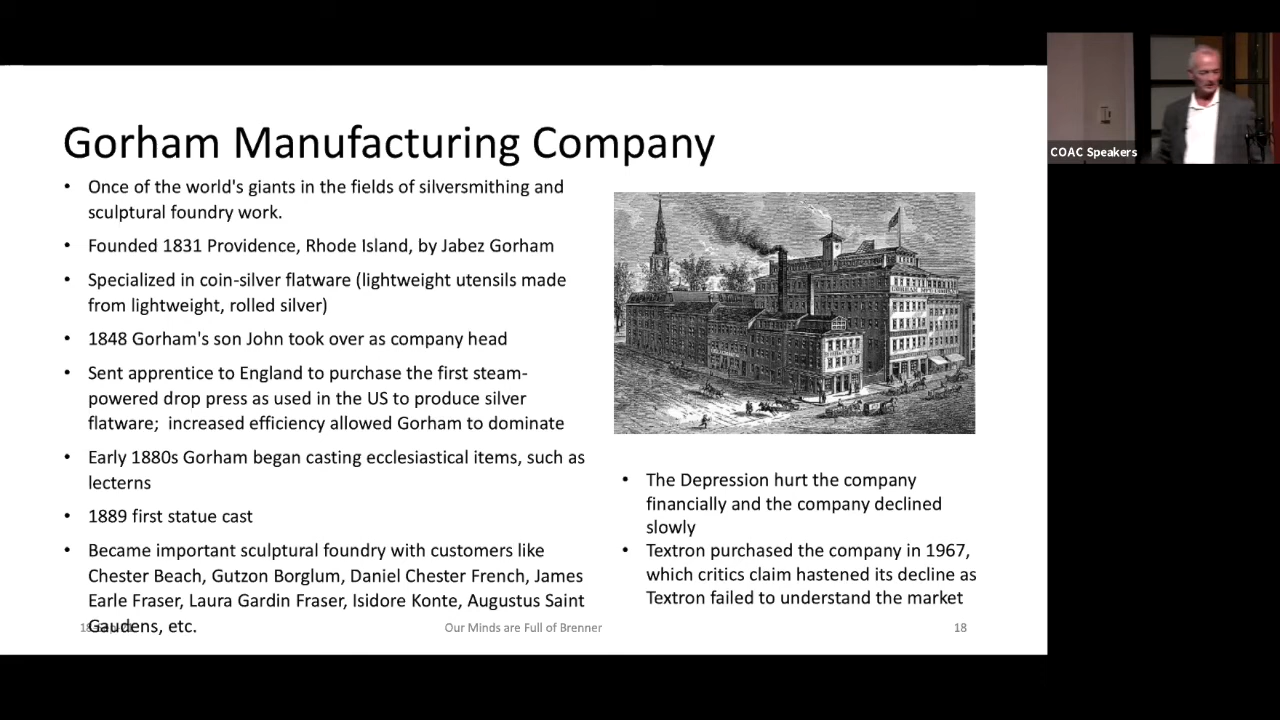 Gorham Manufacturing Company
• Once of the world's giants in the fields of silversmithing and
sculptural foundry work.
• Founded 1831 Providence, Rhode Island, by Jabez Gorham
• Specialized in coin-silver flatware (lightweight utensils made
from lightweight, rolled silver)
• 1848 Gorham's son John took over as company head
• Sent apprentice to England to purchase the first steam-
powered drop press as used in the US to produce silver
flatware; increased efficiency allowed Gorham to dominate
• Early 1880s Gorham began casting ecclesiastical items, such as
lecterns
• 1889 first statue cast
• Became important sculptural foundry with customers like
Chester Beach, Gutzon Borglum, Daniel Chester French, James
Earle Fraser, Laura Gardin Fraser, Isidore Konte, Augustus Saint
Gaudens, etc.
• The Depression hurt the company
financially and the company declined
slowly
• Textron purchased the company in 1967,
which critics claim hastened its decline as
Textron failed to understand the market
Our Minds are Full of Brenner
18
COAC Speakers